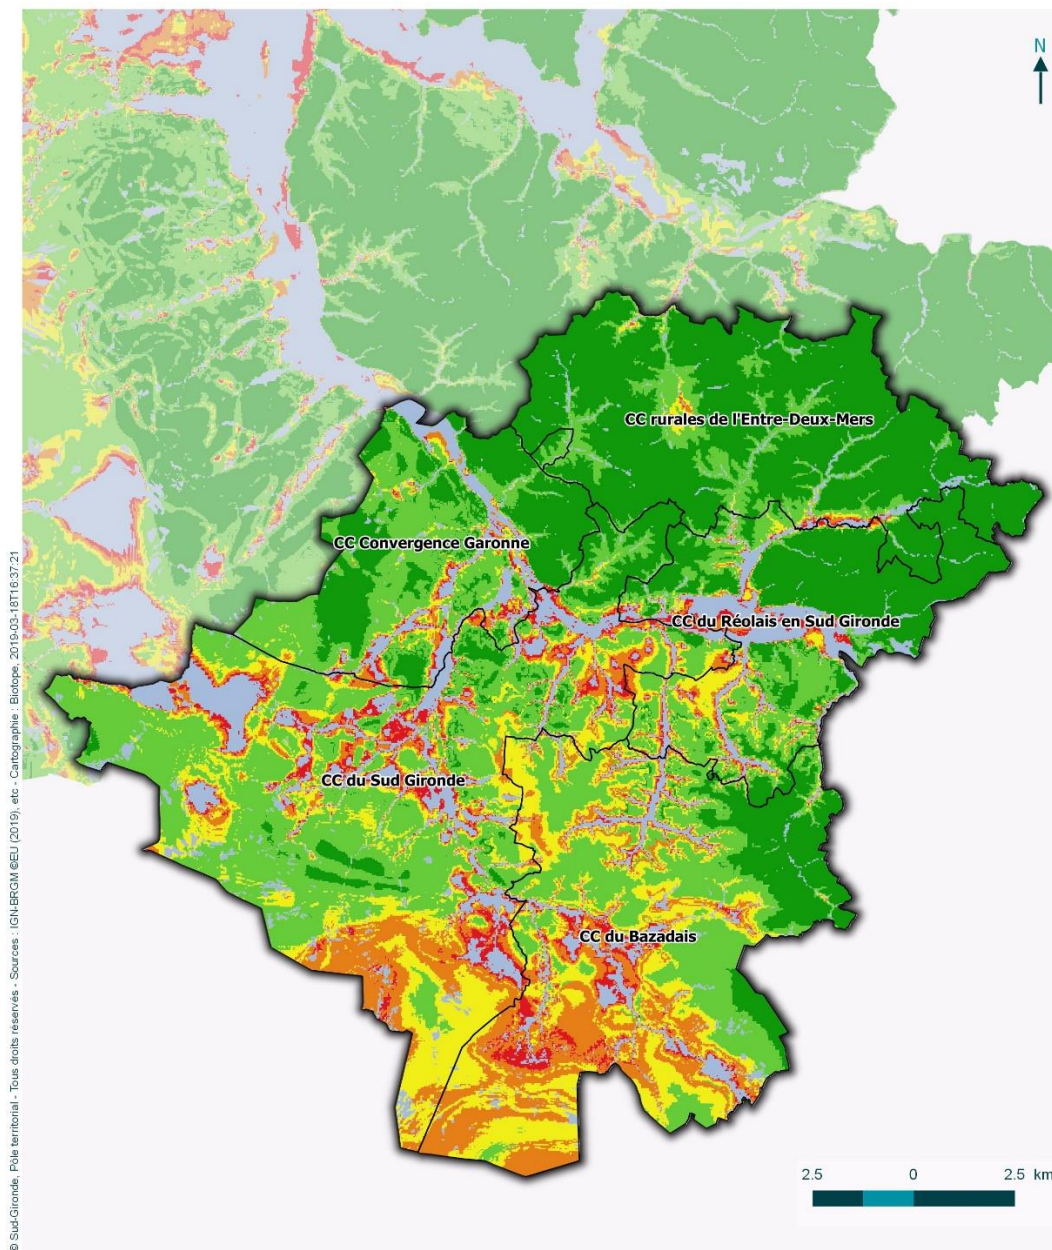 N
CC rurales de l'Entre-Deux-Mers
CC Convergence Garonne
CC du Réolais en Sud Gironde
CC du Sud Gironde
CC du Bazadais
2.5 0 2.5 km
© Sud-Gironde, Pôle territorial - Tous droits réservés - Sources : IGN-BRGM ©EU (2019), etc - Cartographie : Biotope, 2019-03-18T16:37:21